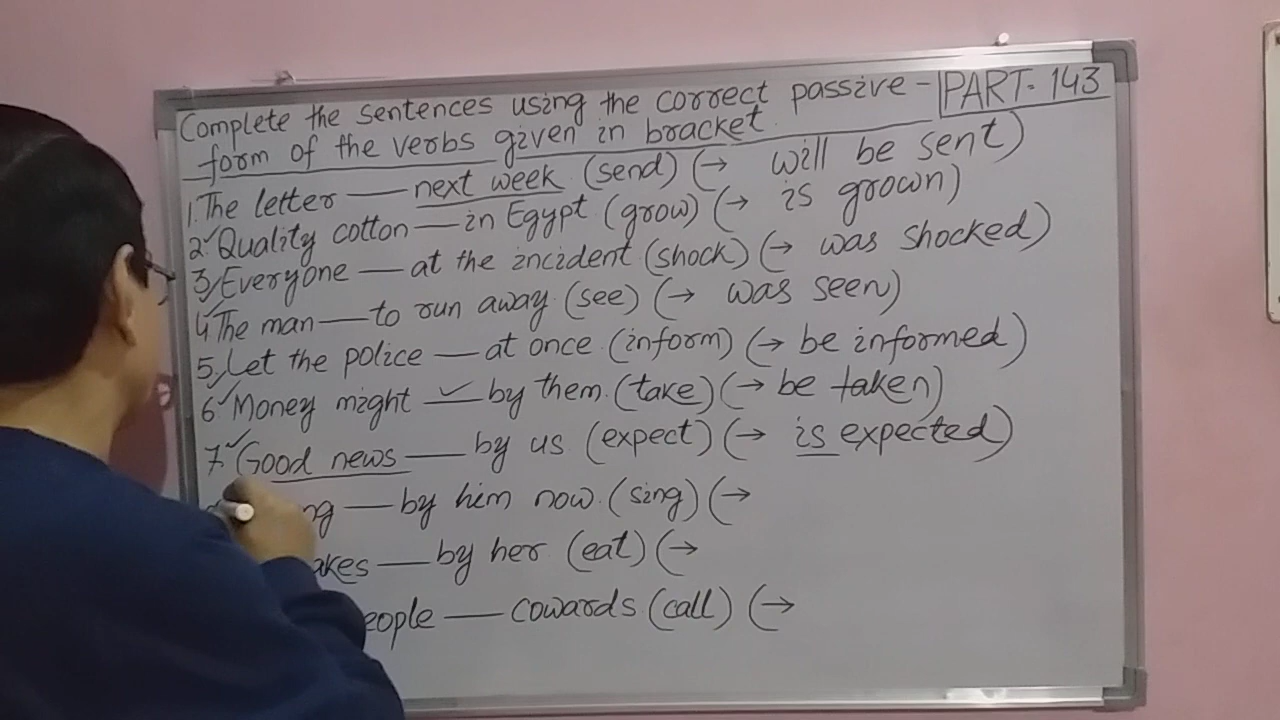 Complete the sentences using the correct passive - PART- 143
form of the verbs given in bracket.
1. The letter —— next week (send) (→ will be sent)
2. Quality cotton —— in Egypt (grow) (→ is grown)
3. Everyone —— at the incident (shock) (→ was shocked)
4. The man —— to run away (see) (→ was seen)
5. Let the police —— at once (inform) (→ be informed)
6. Money might —— by them. (take) (→ be taken)
7. Good news —— by us (expect) (→ is expected)
—— by him now. (sing) (→
—— by her (eat) (→
—— cowards (call) (→